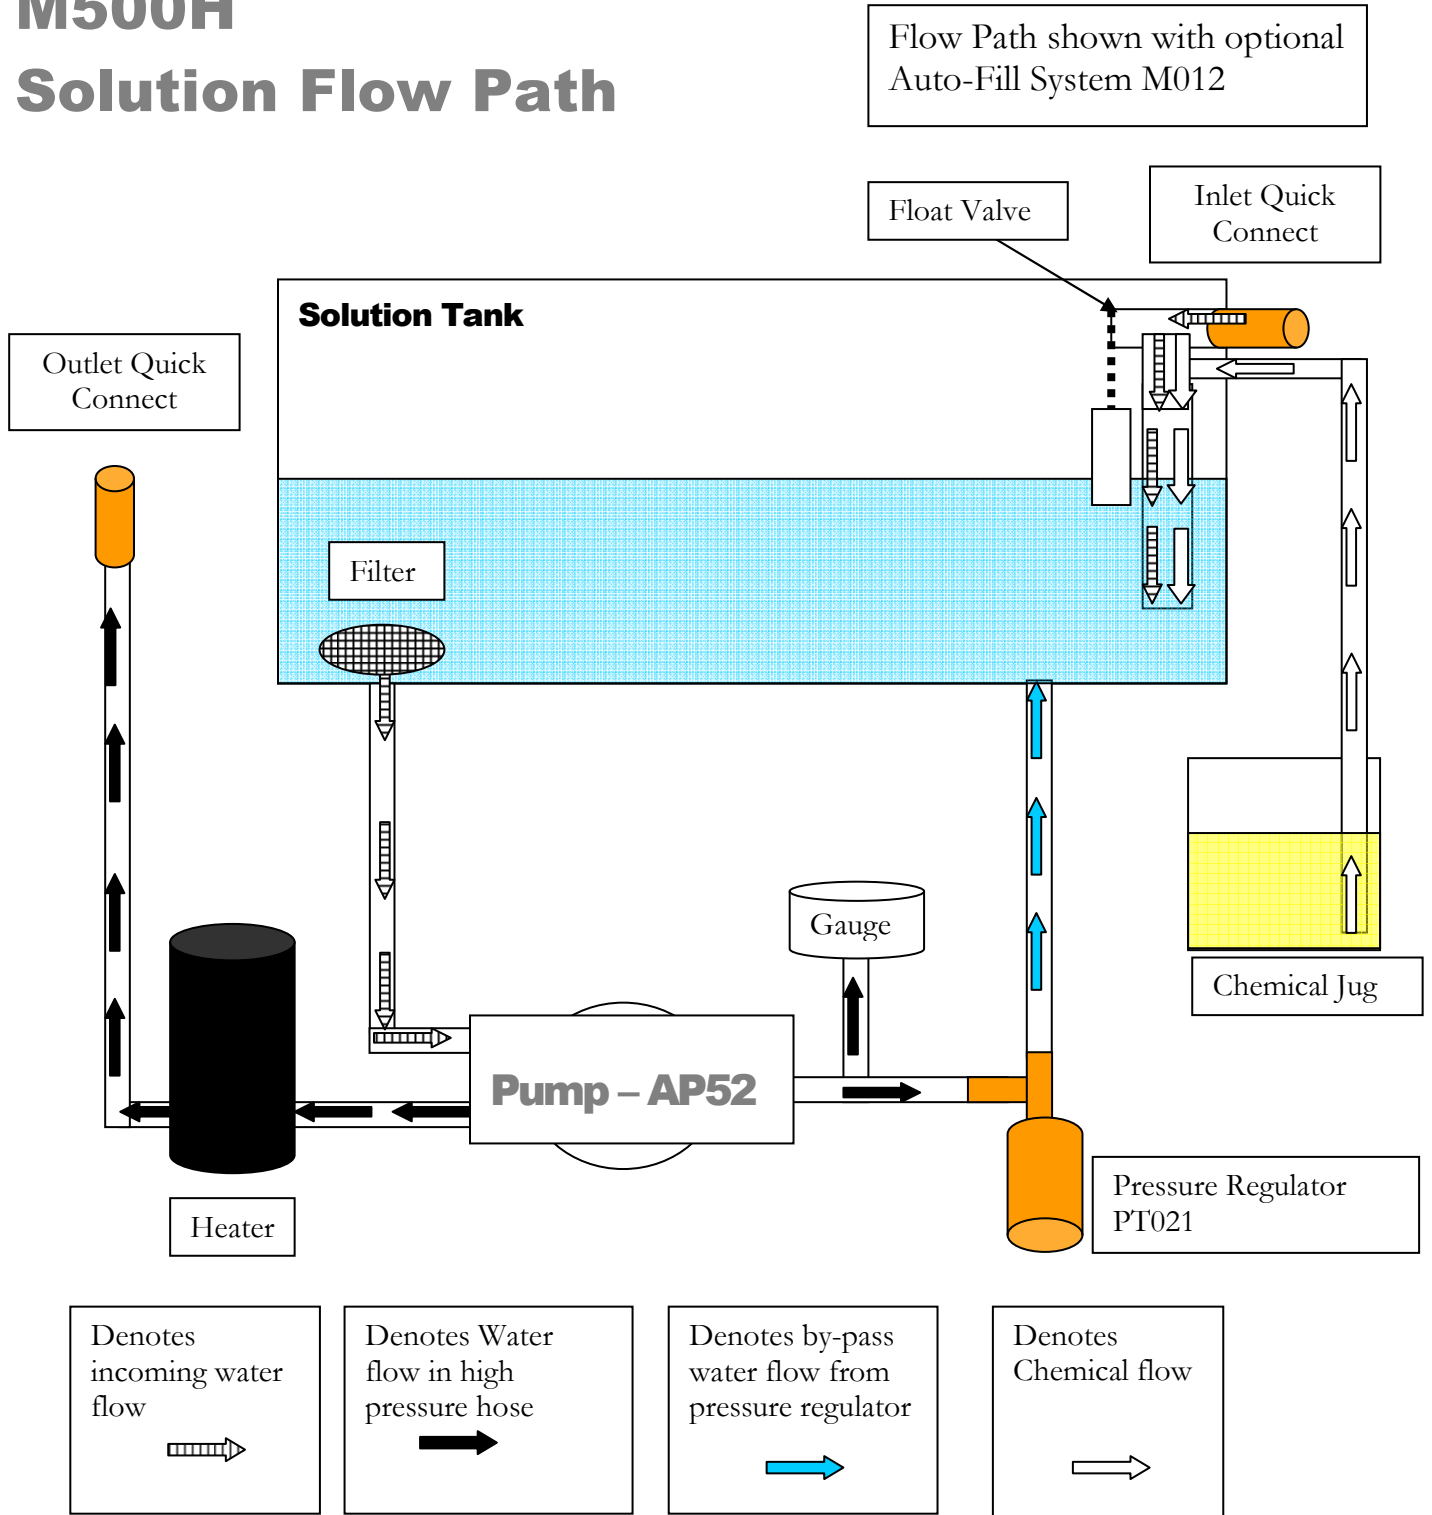 M500H
Solution Flow Path
Flow Path shown with optional
Auto-Fill System M012
Float Valve
Inlet Quick
Connect
Solution Tank
Outlet Quick
Connect
Filter
Gauge
Chemical Jug
Pump – AP52
Pressure Regulator
PT021
Heater
Denotes
incoming water
flow
Denotes Water
flow in high
pressure hose
Denotes by-pass
water flow from
pressure regulator
Denotes
Chemical flow